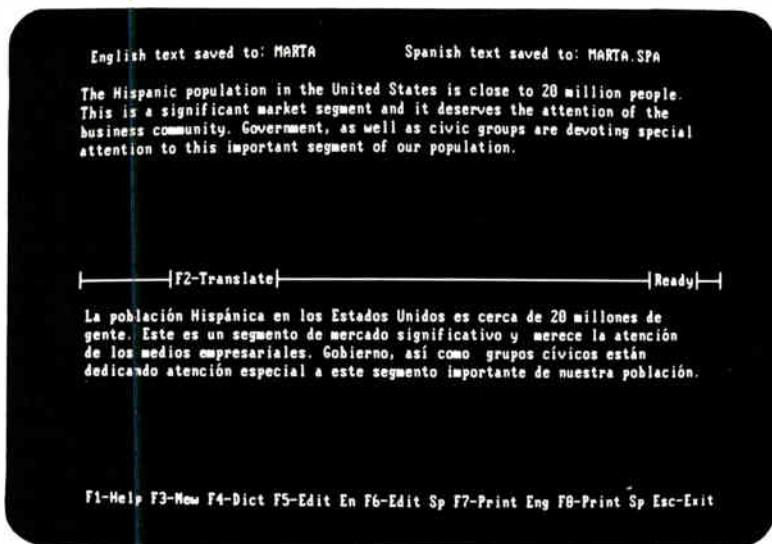 English text saved to: MARTA Spanish text saved to: MARTA.SPA
The Hispanic population in the United States is close to 20 million people.
This is a significant market segment and it deserves the attention of the
business community. Government, as well as civic groups are devoting special
attention to this important segment of our population.
F2-Translate Ready
La población Hispánica en los Estados Unidos es cerca de 20 millones de
gente. Este es un segmento de mercado significativo y merece la atención
de los medios empresariales. Gobierno, así como grupos cívicos están
dedicando atención especial a este segmento importante de nuestra población.
F1-Help F3-New F4-Dict F5-Edit En F6-Edit Sp F7-Print Eng F8-Print Sp Esc-Exit